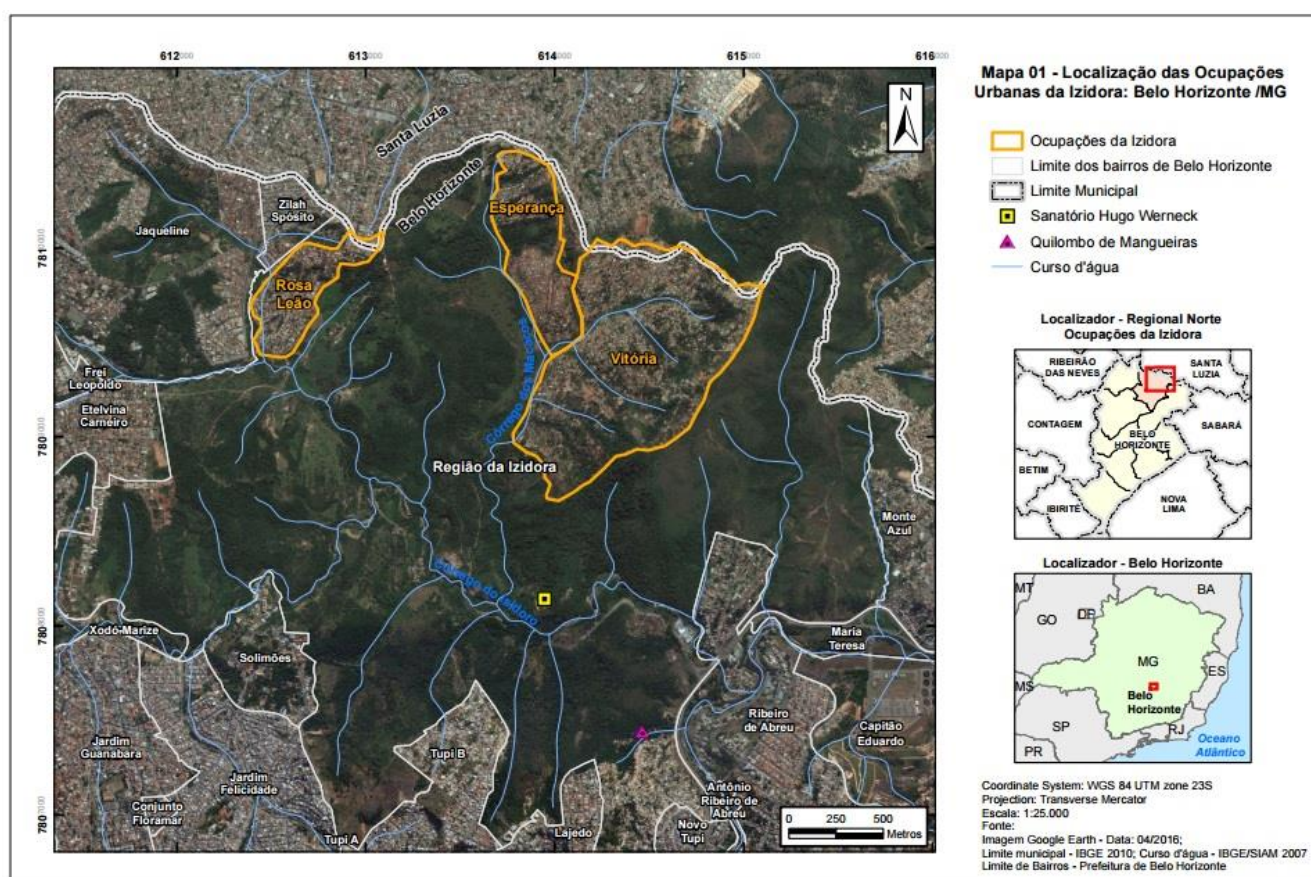 Mapa 01 - Localização das Ocupações
Urbanas da Izidora: Belo Horizonte /MG
612000
613000
614000
615000
616000
N
Santa Luzia
Belo Horizonte
Zilah
Spósito
Jaqueline
Esperança
Rosa
Leão
Vitória
Frei
Leopoldo
Etelvina
Carneiro
Córrego dos Macacos
Região da Izidora
Monte
Azul
Córrego do Isidoro
Xodó-Marize
Solimões
Maria
Teresa
Ribeiro
de Abreu
Capitão
Eduardo
Tupi B
Jardim
Guanabara
Jardim
Felicidade
Antônio
Ribeiro de
Abreu
Conjunto
Floramar
Tupi A
Lajedo
Novo
Tupi
0 250 500
Metros
Ocupações da Izidora
Limite dos bairros de Belo Horizonte
Limite Municipal
Sanatório Hugo Werneck
Quilombo de Mangueiras
Curso d'água
Localizador - Regional Norte
Ocupações da Izidora
RIBEIRÃO
DAS NEVES
SANTA
LUZIA
CONTAGEM
BELO
HORIZONTE
SABARÁ
BETIM
IBIRITÉ
NOVA
LIMA
Localizador - Belo Horizonte
MT
BA
GO
DF
MG
ES
MS
Belo
Horizonte
SP
RJ
PR
Oceano
Atlântico
Coordinate System: WGS 84 UTM zone 23S
Projection: Transverse Mercator
Escala: 1:25.000
Fonte:
Imagem Google Earth - Data: 04/2016;
Limite municipal - IBGE 2010; Curso d'água - IBGE/SIAM 2007
Limite de Bairros - Prefeitura de Belo Horizonte